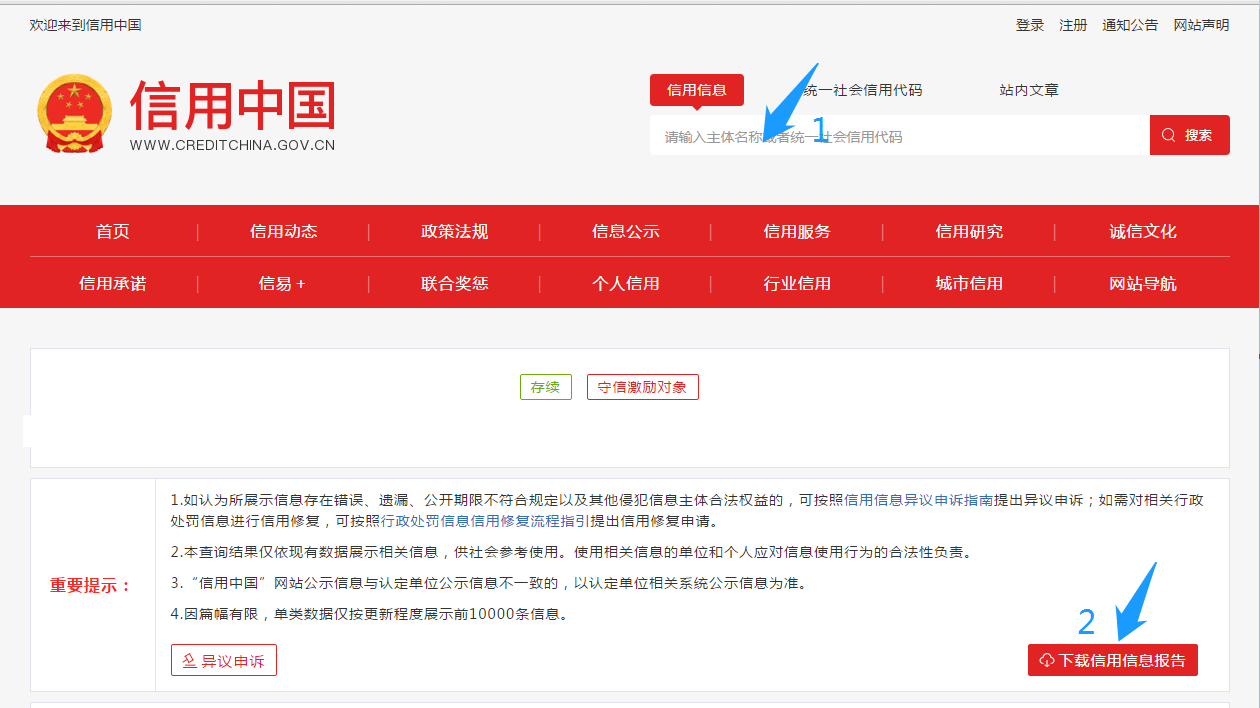 欢迎来到信用中国
登录 注册 通知公告 网站声明
信用中国
WWW.CREDITCHINA.GOV.CN
信用信息 统一社会信用代码 站内文章
请输入主体名称或者统一社会信用代码 1 搜索
首页 信用动态 政策法规 信息公示 信用服务 信用研究 诚信文化
信用承诺 信易+ 联合奖惩 个人信用 行业信用 城市信用 网站导航
存续 守信激励对象
重要提示：
1.如认为所展示信息存在错误、遗漏、公开期限不符合规定以及其他侵犯信息主体合法权益的，可按照信用信息异议申诉指南提出异议申诉；如需对相关行政
处罚信息进行信用修复，可按照行政处罚信息信用修复流程指引提出信用修复申请。
2.本查询结果仅依现有数据展示相关信息，供社会参考使用。使用相关信息的单位和个人应对信息使用行为的合法性负责。
3.“信用中国”网站公示信息与认定单位公示信息不一致的，以认定单位相关系统公示信息为准。
4.因篇幅有限，单类数据仅按更新程度展示前10000条信息。
2
异议申诉 下载信用信息报告